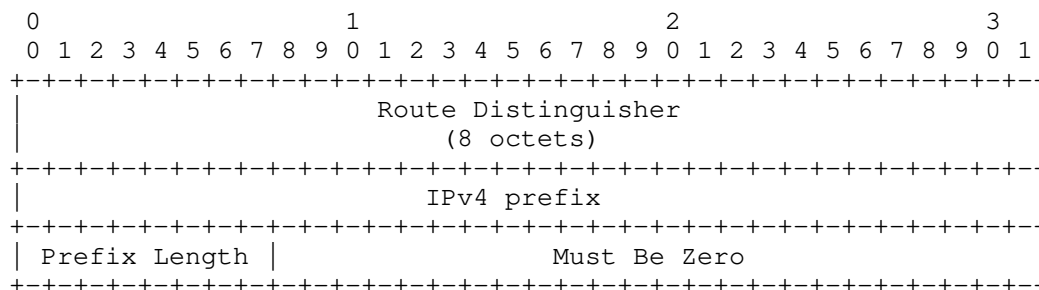 0                   1                   2                   3
0 1 2 3 4 5 6 7 8 9 0 1 2 3 4 5 6 7 8 9 0 1 2 3 4 5 6 7 8 9 0 1
+-+-+-+-+-+-+-+-+-+-+-+-+-+-+-+-+-+-+-+-+-+-+-+-+-+-+-+-+-+-+-+-
| Route Distinguisher
| (8 octets)
+-+-+-+-+-+-+-+-+-+-+-+-+-+-+-+-+-+-+-+-+-+-+-+-+-+-+-+-+-+-+-+-
| IPv4 prefix
+-+-+-+-+-+-+-+-+-+-+-+-+-+-+-+-+-+-+-+-+-+-+-+-+-+-+-+-+-+-+-+-
| Prefix Length | Must Be Zero
+-+-+-+-+-+-+-+-+-+-+-+-+-+-+-+-+-+-+-+-+-+-+-+-+-+-+-+-+-+-+-+-